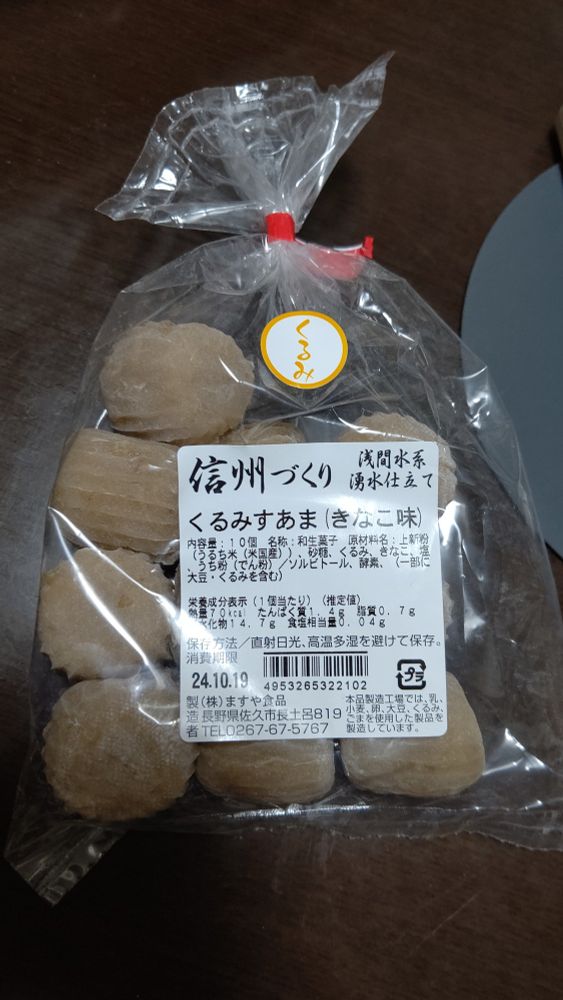 くるみ
信州づくり
浅間水系
湧水仕立て
くるみすあま(きなこ味)
内容量:10個 名称:和生菓子 原材料名:上新粉
(うるち米(米国産))、砂糖、くるみ、きなこ、塩
、うち粉(でん粉)/ソルビトール、酵素、(一部に
大豆・くるみを含む)
栄養成分表示(1個当たり)(推定値)
熱量70kcal たんぱく質1.4g 脂質0.7g
水化物14.7g 食塩相当量0.04g
保存方法/直射日光、高温多湿を避けて保存。
消費期限
24.10.19
4953265322102
プラ
製造者
(株)ますや食品
長野県佐久市長土呂819
TEL0267-67-5767
本品製造工場では、乳、
小麦、卵、大豆、くるみ、
ごまを使用した製品を
製造しています。